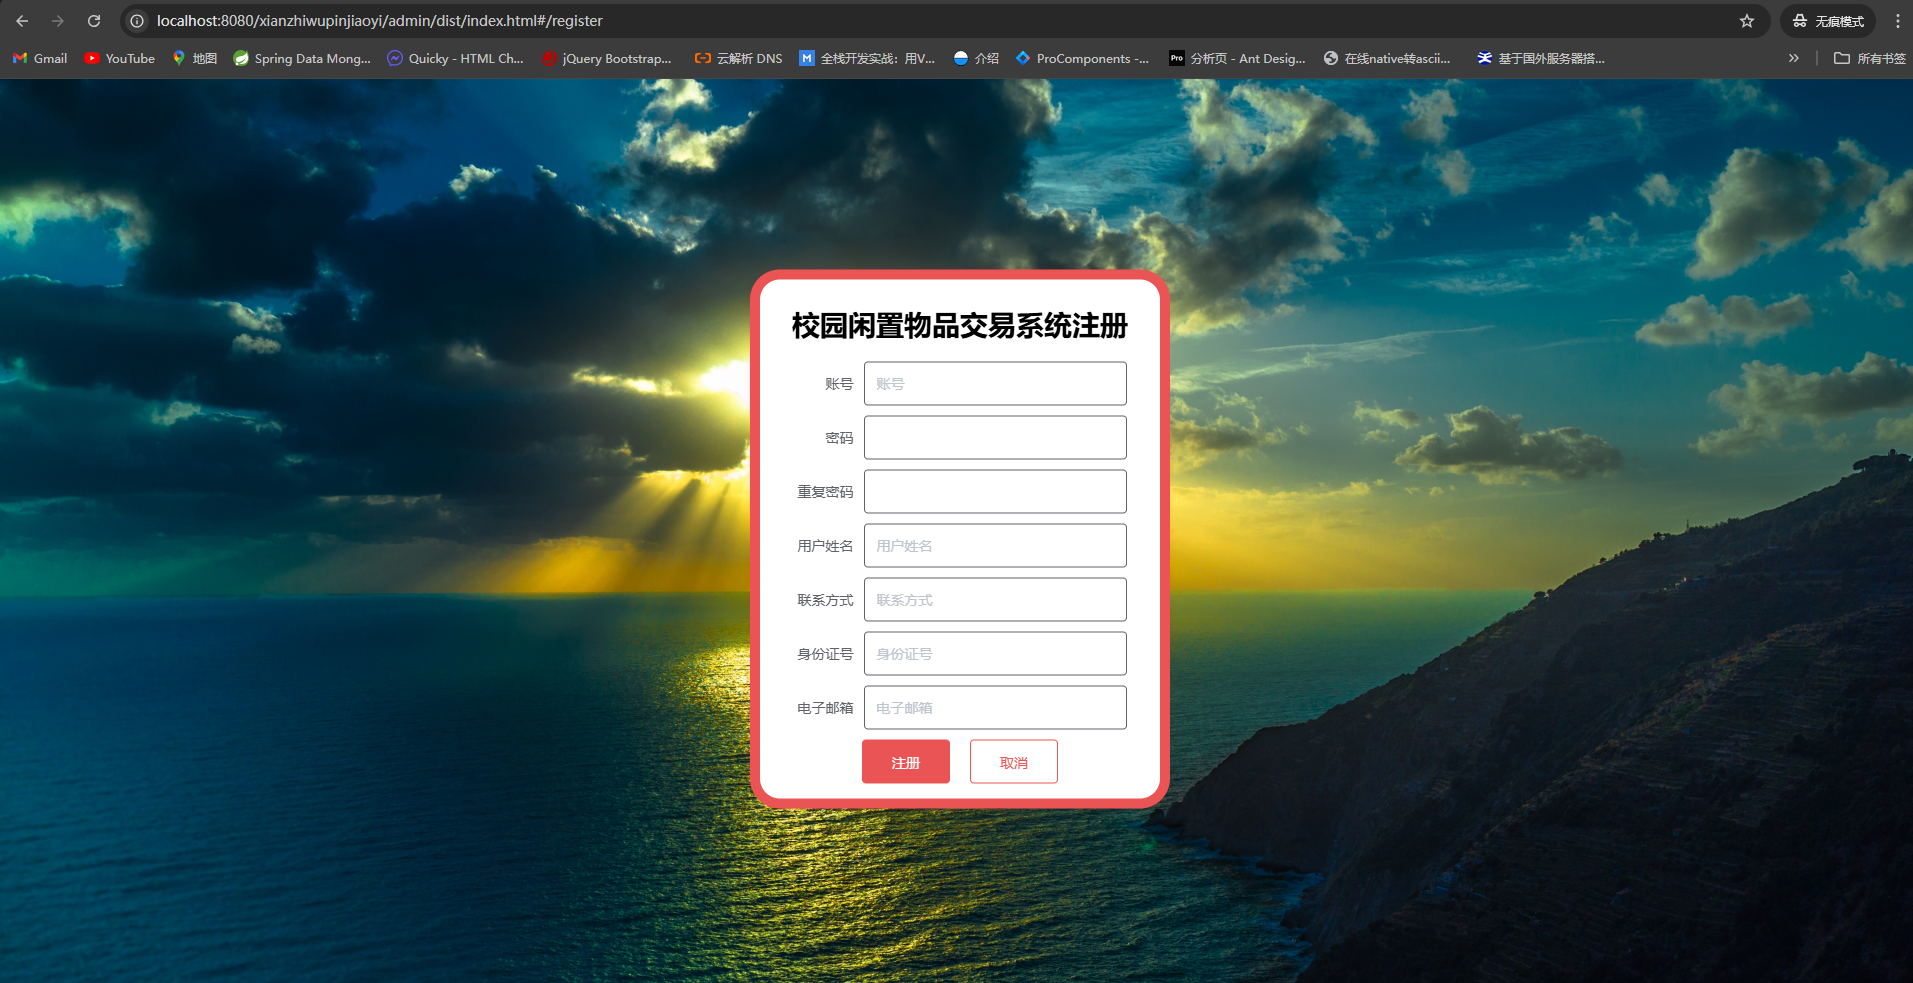 localhost:8080/xianzhiwupinjiaoyi/admin/dist/index.html#/register
无痕模式
Gmail
YouTube
地图
Spring Data Mong...
Quicky - HTML Ch...
jQuery Bootstrap...
云解析 DNS
全栈开发实战：用V...
介绍
ProComponents -...
Pro
分析页 - Ant Desig...
在线native转ascii...
基于国外服务器搭...
所有书签
校园闲置物品交易系统注册
账号 账号
密码
重复密码
用户姓名 用户姓名
联系方式 联系方式
身份证号 身份证号
电子邮箱 电子邮箱
注册 取消